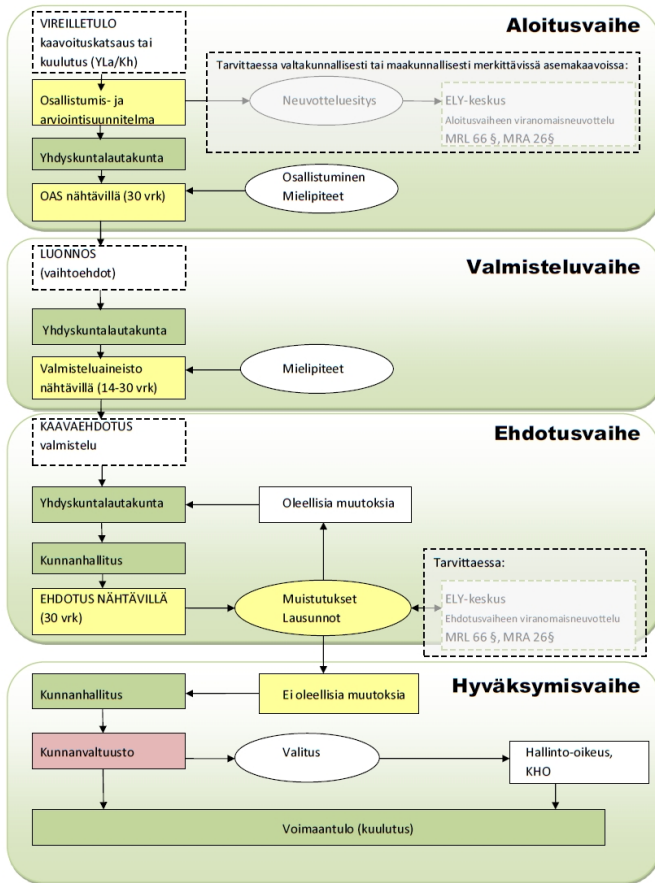 Aloitusvaihe
VIREILLETULO
kaavoituskatsaus tai
kuulutus (YLa/Kh)
Tarvittaessa valtakunnallisesti tai maakunnallisesti merkittävissä asemakaavoissa:
Osallistumis- ja
arviointisuunnitelma
Neuvotteluesitys
ELY-keskus
Aloitusvaiheen viranomaisneuvottelu
MRL 66 §, MRA 26§
Yhdyskuntalautakunta
OAS nähtävillä (30 vrk)
Osallistuminen
Mielipiteet
Valmisteluvaihe
LUONNOS
(vaihtoehdot)
Yhdyskuntalautakunta
Valmisteluaineisto
nähtävillä (14-30 vrk)
Mielipiteet
Ehdotusvaihe
KAAVAEHDOTUS
valmistelu
Yhdyskuntalautakunta
Oleellisia muutoksia
Kunnanhallitus
EHDOTUS NÄHTÄVILLÄ
(30 vrk)
Muistutukset
Lausunnot
Tarvittaessa:
ELY-keskus
Ehdotusvaiheen viranomaisneuvottelu
MRL 66 §, MRA 26§
Hyväksymisvaihe
Kunnanhallitus
Ei oleellisia muutoksia
Kunnanvaltuusto
Valitus
Hallinto-oikeus,
KHO
Voimaantulo (kuulutus)